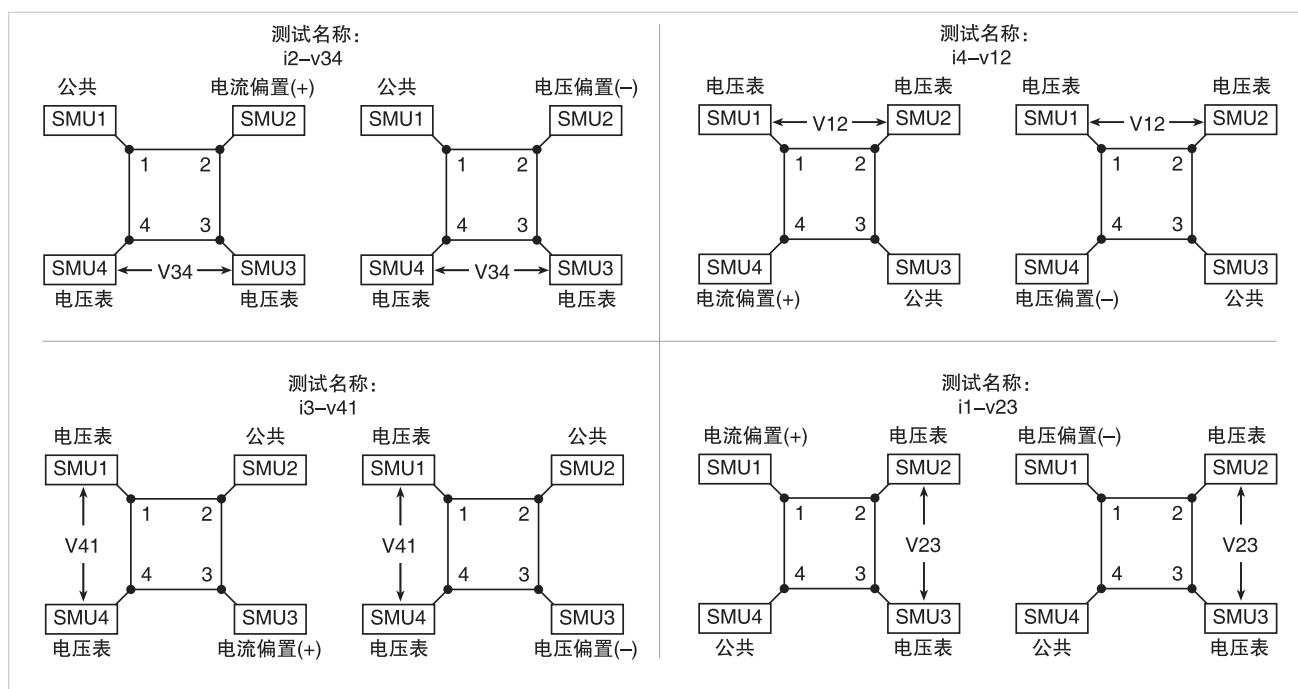 测试名称：
i2–v34
公共
电流偏置(+)
SMU1
SMU2
1
2
4
3
SMU4
V34
SMU3
电压表
电压表
电压偏置(–)
SMU1
SMU2
1
2
4
3
SMU4
V34
SMU3
电压表
电压表
测试名称：
i4–v12
电压表
电压表
SMU1
V12
SMU2
1
2
4
3
SMU4
SMU3
电流偏置(+)
公共
电压表
电压表
SMU1
V12
SMU2
1
2
4
3
SMU4
SMU3
电压偏置(–)
公共
测试名称：
i3–v41
电压表
公共
SMU1
SMU2
1
2
V41
4
3
SMU4
SMU3
电压表
电流偏置(+)
电压表
公共
SMU1
SMU2
1
2
V41
4
3
SMU4
SMU3
电压表
电压偏置(–)
测试名称：
i1–v23
电流偏置(+)
电压表
SMU1
SMU2
1
2
V23
4
3
SMU4
SMU3
公共
电压表
电压偏置(–)
电压表
SMU1
SMU2
1
2
V23
4
3
SMU4
SMU3
公共
电压表